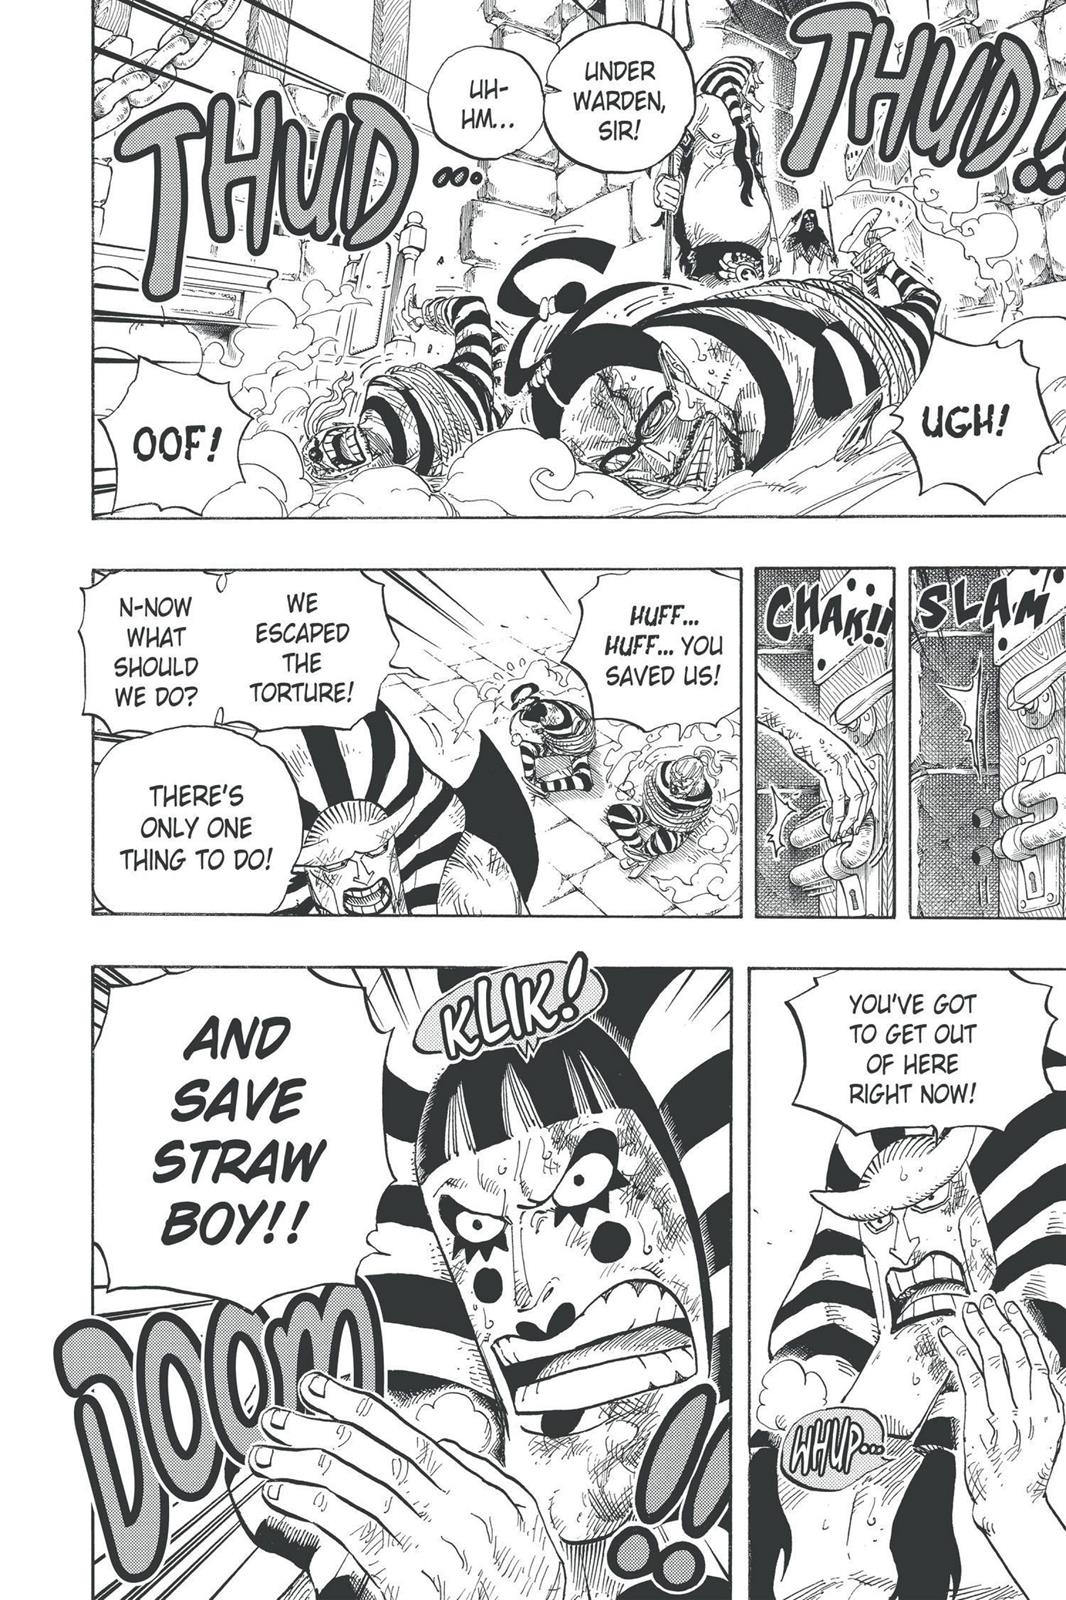 THUD!!
UNDER
WARDEN,
SIR!
UH-
HM...
THUD...
UGH!
OOF!
SLAM
CHAK!!
HUFF...
HUFF... YOU
SAVED US!
WE
ESCAPED
THE
TORTURE!
N-NOW
WHAT
SHOULD
WE DO?
THERE'S
ONLY ONE
THING TO DO!
YOU'VE GOT
TO GET OUT
OF HERE
RIGHT NOW!
WHUP...
KLIK!
AND
SAVE
STRAW
BOY!!
DOOM!!